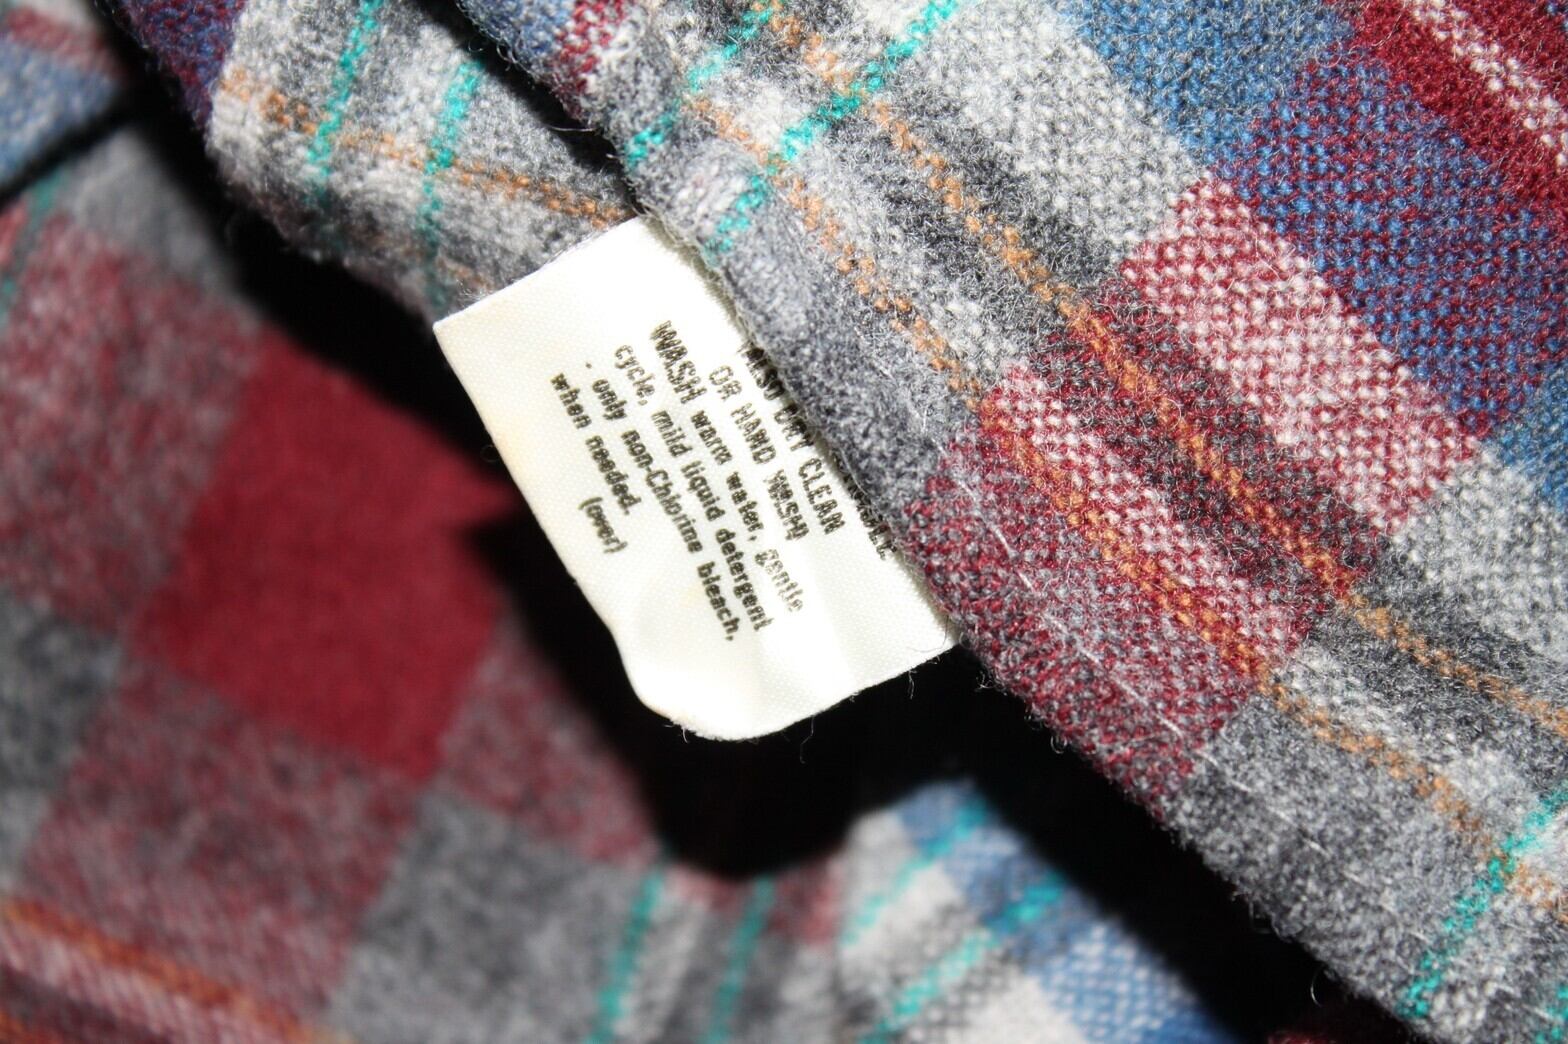 DRY CLEAN
OR HAND WASH
WASH warm water, gentle
cycle, mild liquid detergent
- only non-Chlorine bleach,
when needed.
(over)